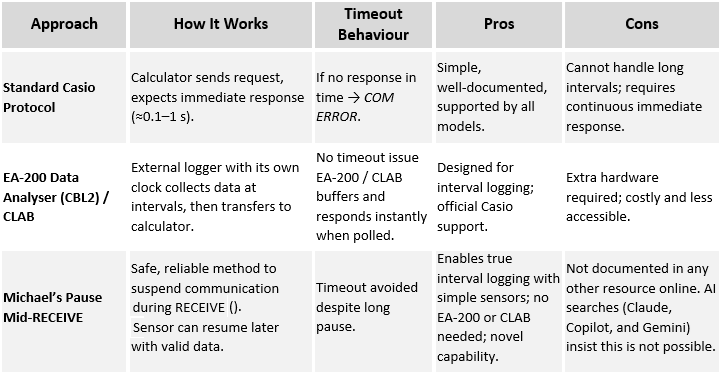 Approach
How It Works
Timeout
Behaviour
Pros
Cons
Standard Casio
Protocol
Calculator sends request,
expects immediate response
(≈0.1–1 s).
If no response in
time → COM
ERROR.
Simple,
well-documented,
supported by all
models.
Cannot handle long
intervals; requires
continuous immediate
response.
EA-200 Data
Analyser (CBL2) /
CLAB
External logger with its own
clock collects data at
intervals, then transfers to
calculator.
No timeout issue
EA-200 / CLAB
buffers and
responds instantly
when polled.
Designed for
interval logging;
official Casio
support.
Extra hardware
required; costly and less
accessible.
Michael's Pause
Mid-RECEIVE
Safe, reliable method to
suspend communication
during RECEIVE ().
Sensor can resume later
with valid data.
Timeout avoided
despite long
pause.
Enables true
interval logging with
simple sensors; no
EA-200 or CLAB
needed; novel
capability.
Not documented in any
other resource online. AI
searches (Claude,
Copilot, and Gemini)
insist this is not possible.